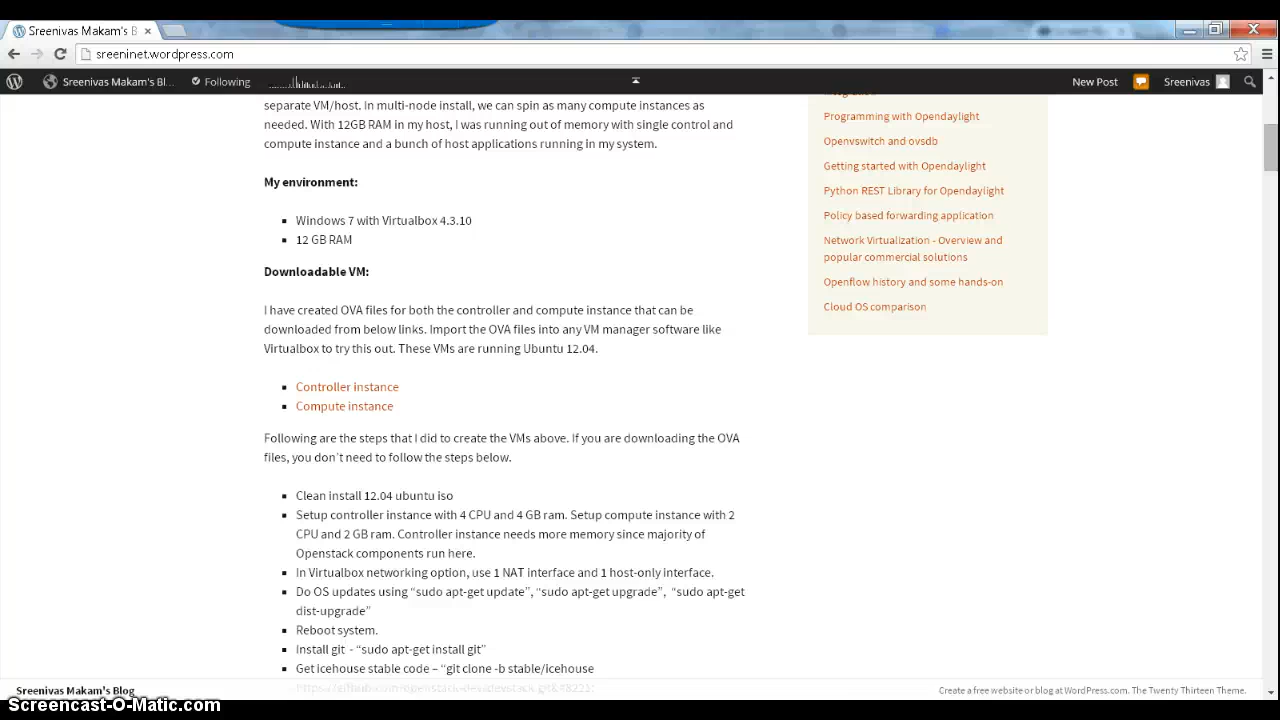 Sreenivas Makam's B
sreeninet.wordpress.com
Sreenivas Makam's Bl... Following New Post Sreenivas
separate VM/host. In multi-node install, we can spin as many compute instances as
needed. With 12GB RAM in my host, I was running out of memory with single control and
compute instance and a bunch of host applications running in my system.
My environment:
Windows 7 with Virtualbox 4.3.10
12 GB RAM
Downloadable VM:
I have created OVA files for both the controller and compute instance that can be
downloaded from below links. Import the OVA files into any VM manager software like
Virtualbox to try this out. These VMs are running Ubuntu 12.04.
Controller instance
Compute instance
Following are the steps that I did to create the VMs above. If you are downloading the OVA
files, you don't need to follow the steps below.
Clean install 12.04 ubuntu iso
Setup controller instance with 4 CPU and 4 GB ram. Setup compute instance with 2
CPU and 2 GB ram. Controller instance needs more memory since majority of
Openstack components run here.
In Virtualbox networking option, use 1 NAT interface and 1 host-only interface.
Do OS updates using “sudo apt-get update”, “sudo apt-get upgrade”, “sudo apt-get
dist-upgrade”
Reboot system.
Install git - “sudo apt-get install git”
Get icehouse stable code – “git clone -b stable/icehouse
Programming with Opendaylight
Openvswitch and ovsdb
Getting started with Opendaylight
Python REST Library for Opendaylight
Policy based forwarding application
Network Virtualization - Overview and
popular commercial solutions
Openflow history and some hands-on
Cloud OS comparison
Sreenivas Makam's Blog
Create a free website or blog at WordPress.com. The Twenty Thirteen Theme.
Screencast-O-Matic.com